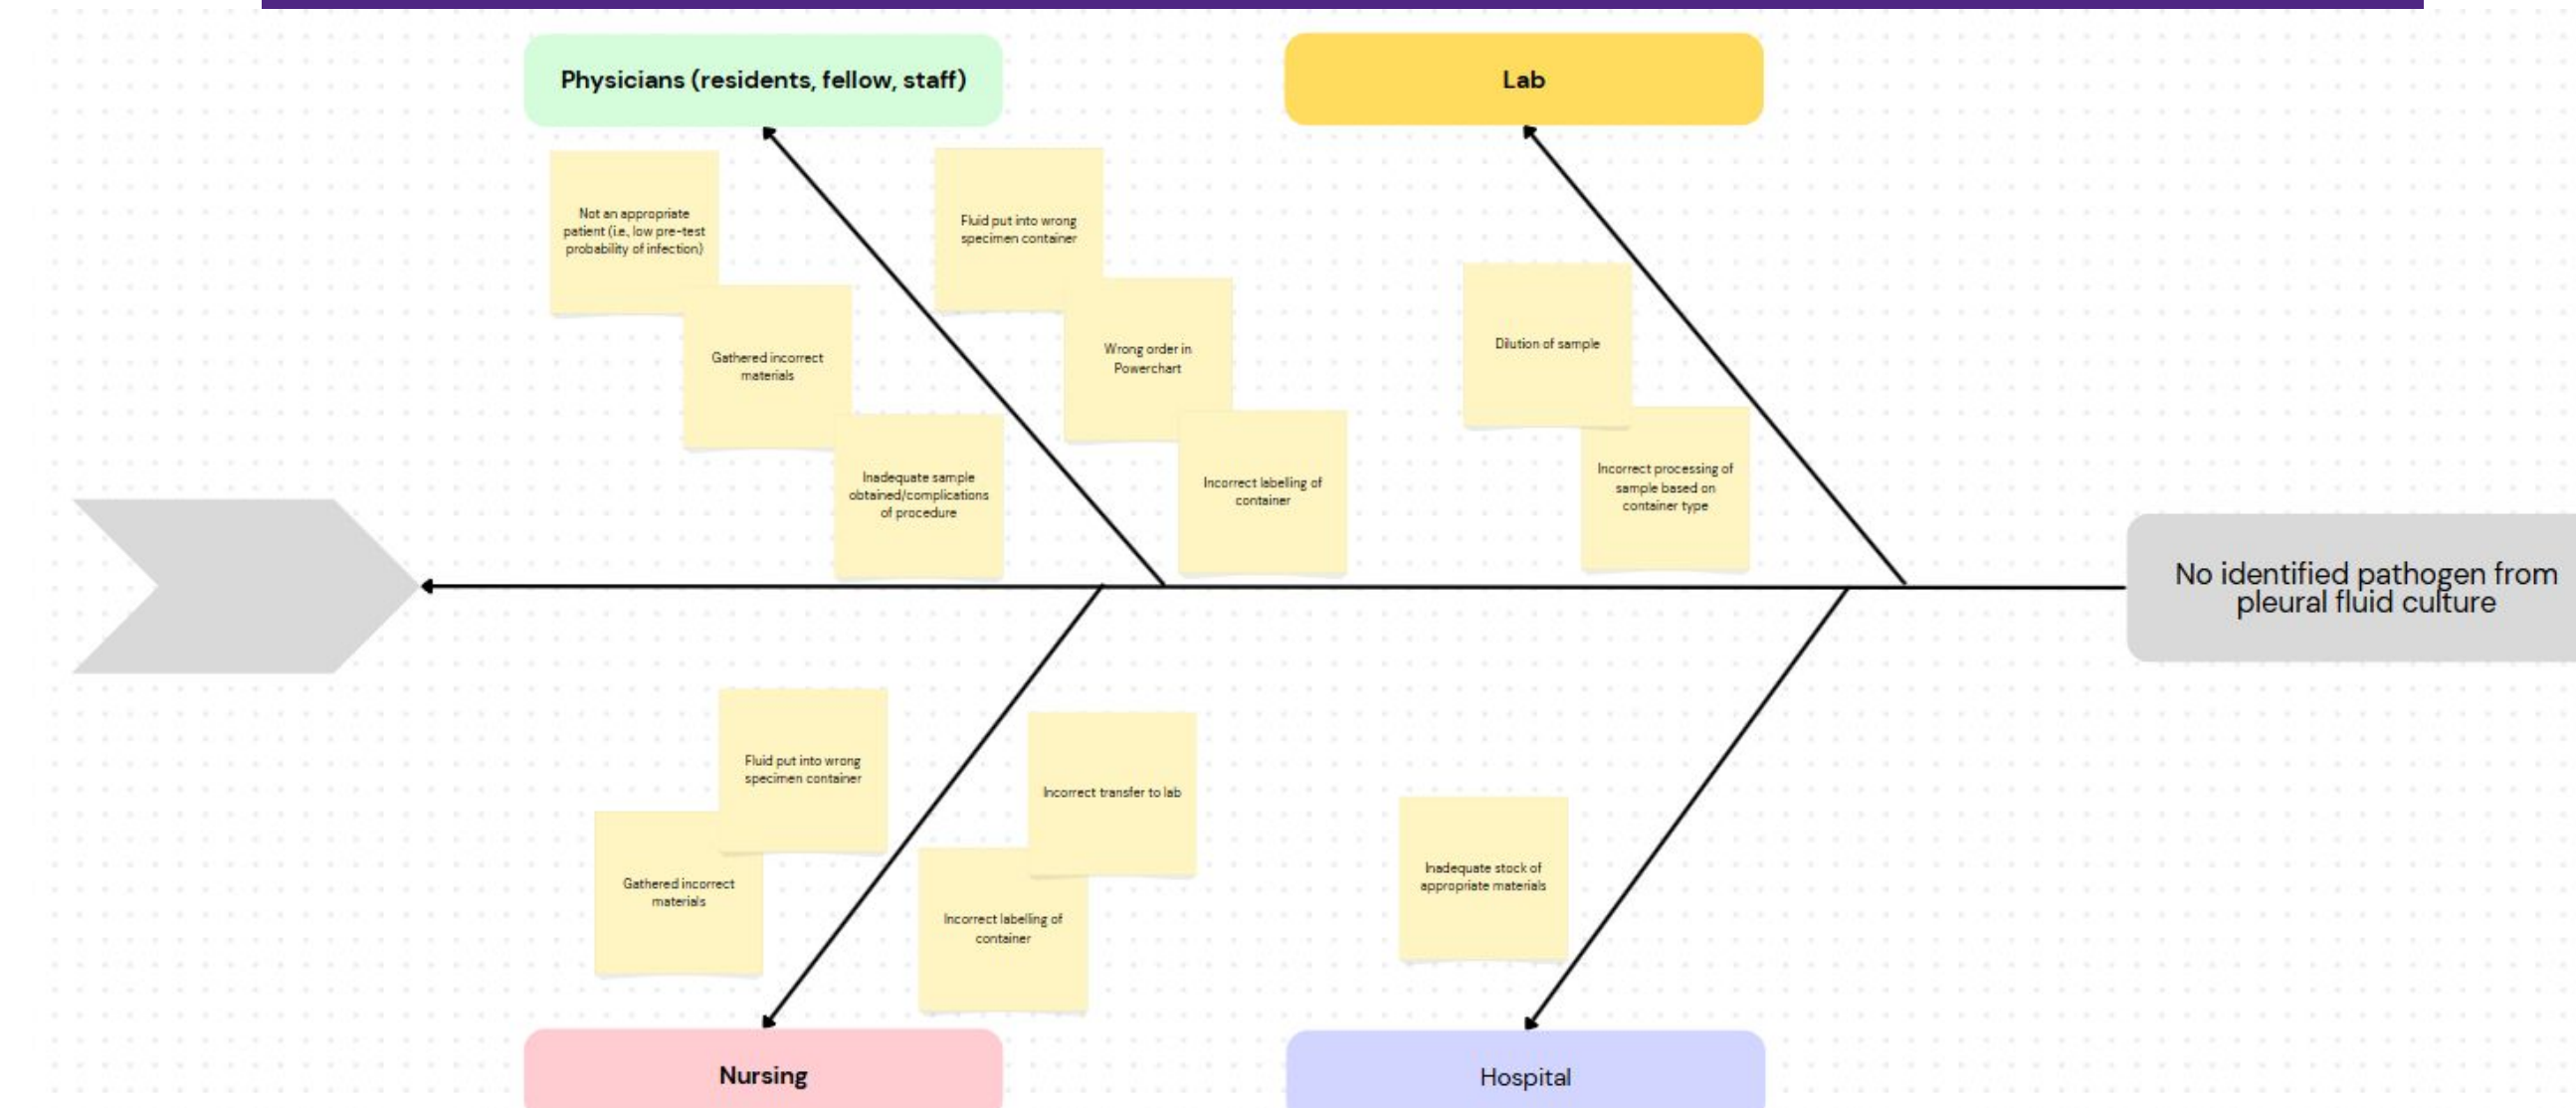 Physicians (residents, fellow, staff)
Lab
Not an appropriate
patient (i.e., low pre-test
probability of infection)
Gathered incorrect
materials
Inadequate sample
obtained/complications
of procedure
Fluid put into wrong
specimen container
Wrong order in
Powerchart
Incorrect labelling of
container
Dilution of sample
Incorrect processing of
sample based on
container type
No identified pathogen from
pleural fluid culture
Fluid put into wrong
specimen container
Gathered incorrect
materials
Incorrect transfer to lab
Incorrect labelling of
container
Inadequate stock of
appropriate materials
Nursing
Hospital